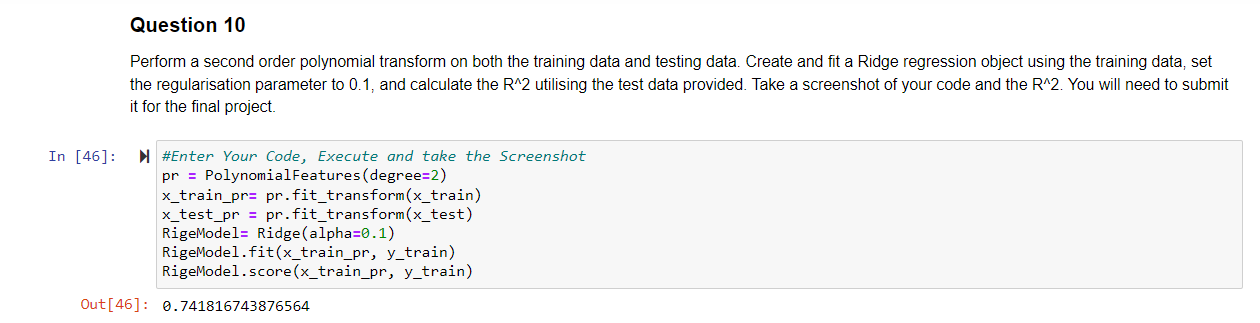 Question 10
Perform a second order polynomial transform on both the training data and testing data. Create and fit a Ridge regression object using the training data, set
the regularisation parameter to 0.1, and calculate the R^2 utilising the test data provided. Take a screenshot of your code and the R^2. You will need to submit
it for the final project.
In [46]: #Enter Your Code, Execute and take the Screenshot
pr = PolynomialFeatures(degree=2)
x_train_pr= pr.fit_transform(x_train)
x_test_pr = pr.fit_transform(x_test)
RigeModel= Ridge(alpha=0.1)
RigeModel.fit(x_train_pr, y_train)
RigeModel.score(x_train_pr, y_train)
Out[46]: 0.741816743876564